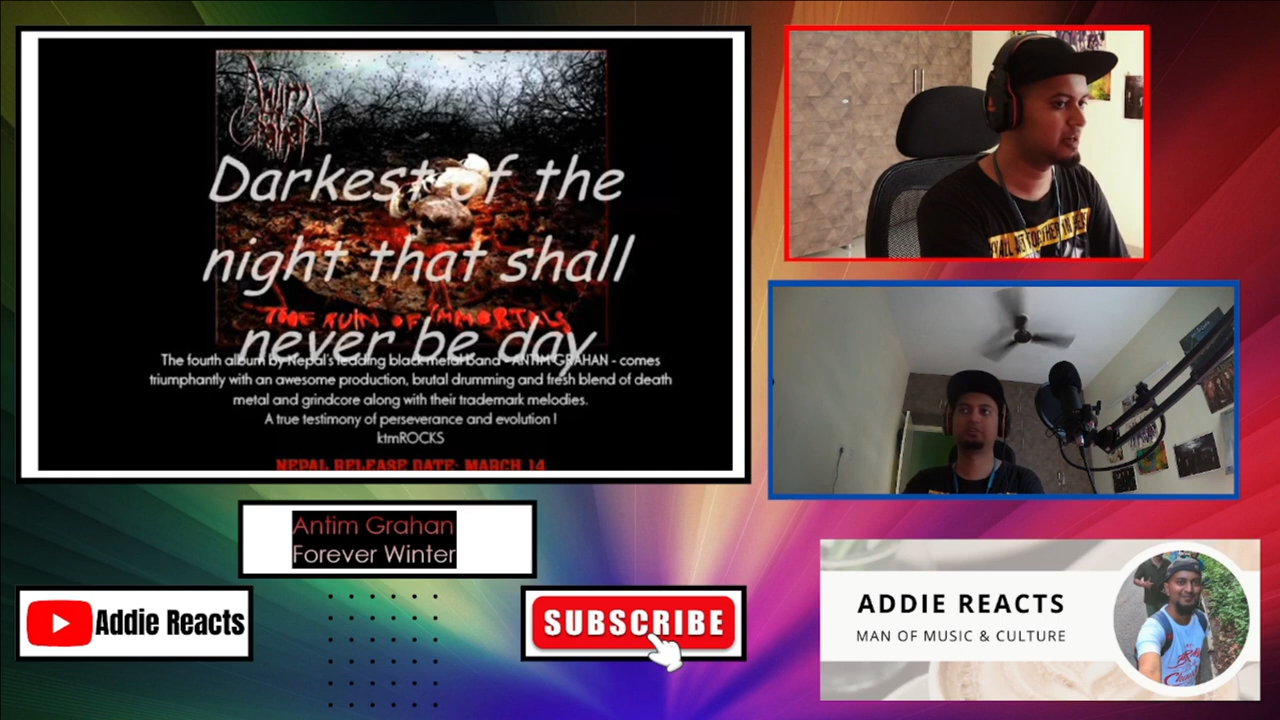 Antim Grahan
Darkest of the
night that shall
never be day
THE RUIN OF IMMORTALS
The fourth album by Nepal's leading black metal band - ANTIM GRAHAN - comes
triumphantly with an awesome production, brutal drumming and fresh blend of death
metal and grindcore along with their trademark melodies.
A true testimony of perseverance and evolution !
ktmROCKS
NEPAL RELEASE DATE: MARCH 14
Antim Grahan
Forever Winter
Addie Reacts
SUBSCRIBE
ADDIE REACTS
MAN OF MUSIC & CULTURE